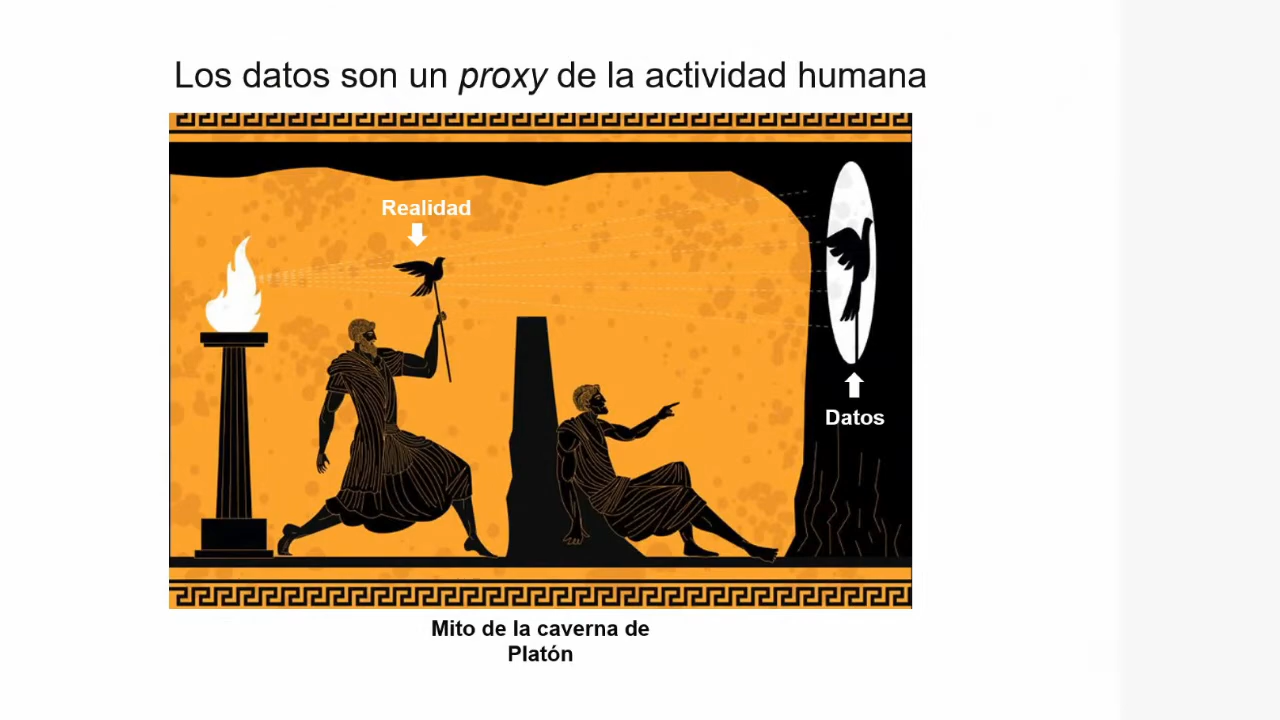 Los datos son un proxy de la actividad humana
Realidad
Datos
Mito de la caverna de
Platón